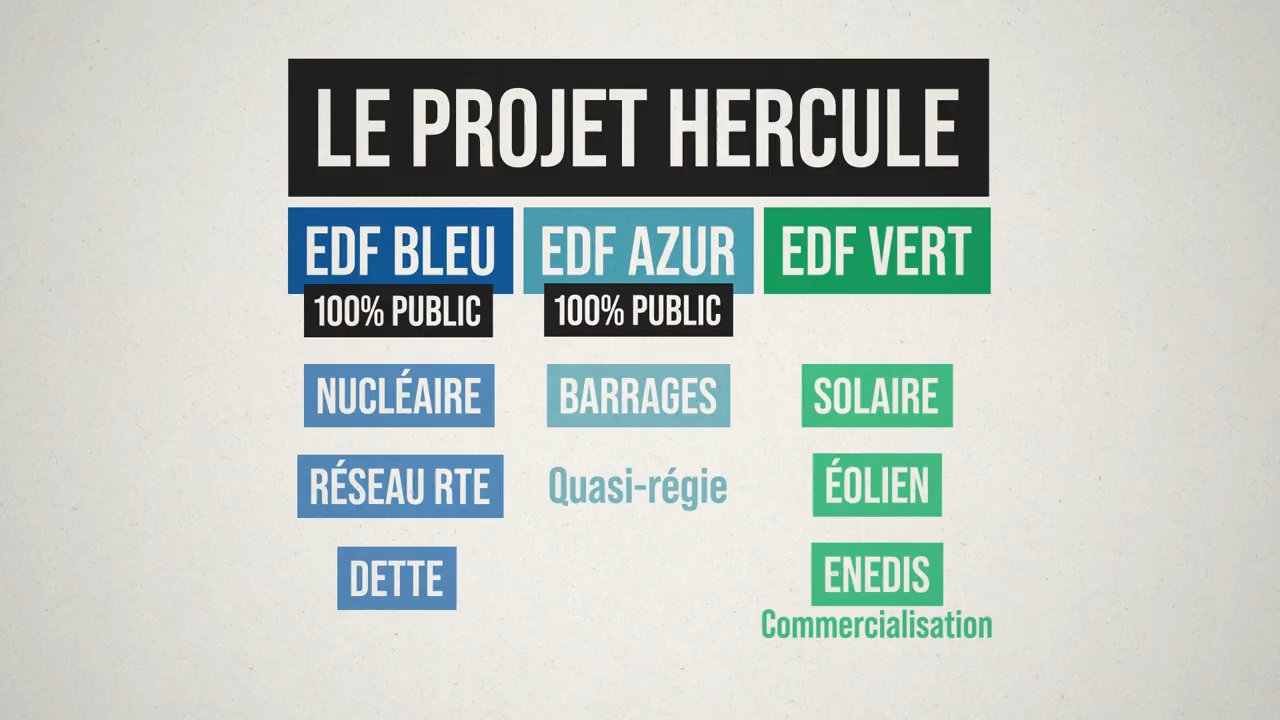 LE PROJET HERCULE
EDF BLEU
EDF AZUR
EDF VERT
100% PUBLIC
100% PUBLIC
NUCLÉAIRE
BARRAGES
SOLAIRE
RÉSEAU RTE
Quasi-régie
ÉOLIEN
DETTE
ENEDIS
Commercialisation